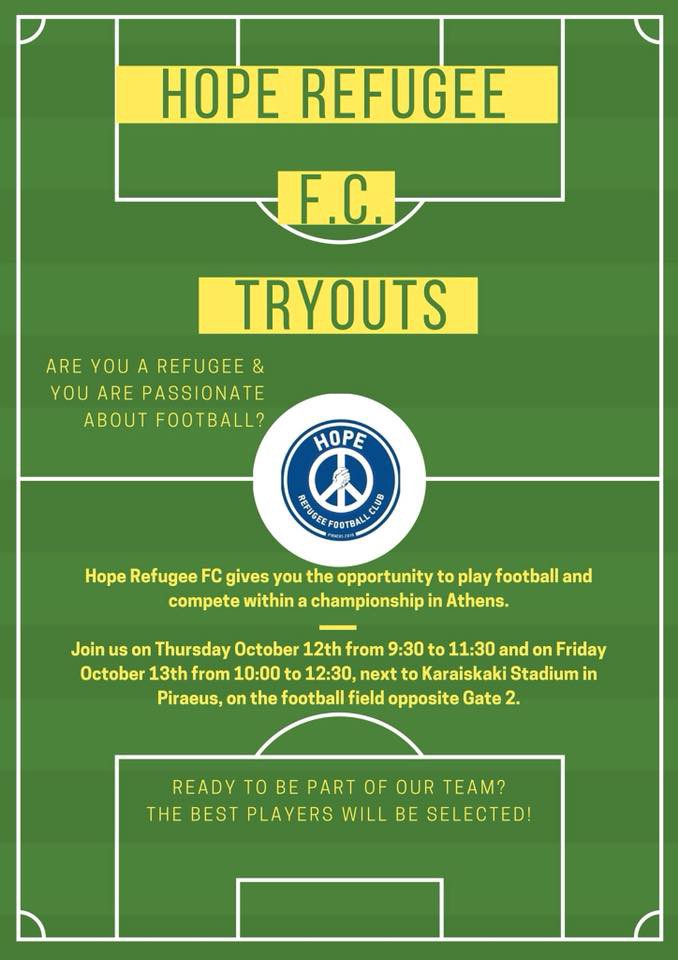 HOPE REFUGEE
F.C.
TRYOUTS
ARE YOU A REFUGEE &
YOU ARE PASSIONATE
ABOUT FOOTBALL?
HOPE
REFUGEE FOOTBALL CLUB
Hope Refugee FC gives you the opportunity to play football and
compete within a championship in Athens.
Join us on Thursday October 12th from 9:30 to 11:30 and on Friday
October 13th from 10:00 to 12:30, next to Karaiskaki Stadium in
Piraeus, on the football field opposite Gate 2.
READY TO BE PART OF OUR TEAM?
THE BEST PLAYERS WILL BE SELECTED!